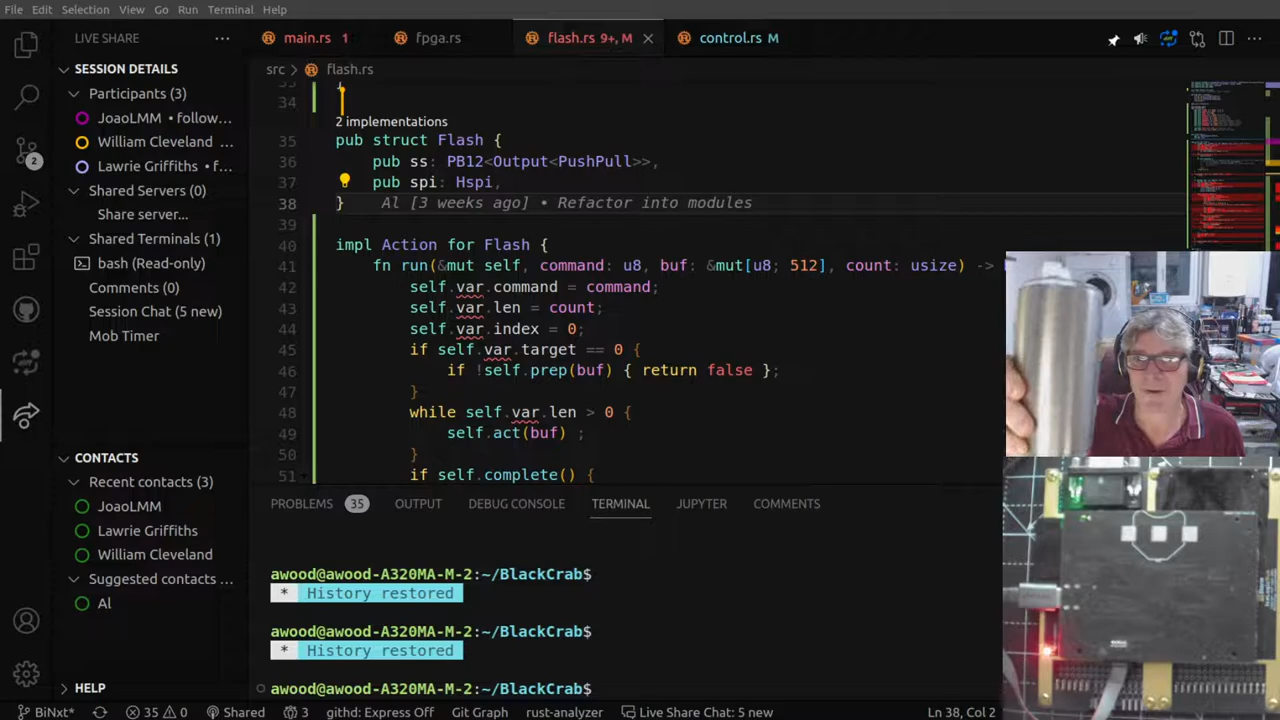 File Edit Selection View Go Run Terminal Help
LIVE SHARE
SESSION DETAILS
Participants (3)
JoaoLMM • follow...
William Cleveland ...
Lawrie Griffiths • f...
Shared Servers (0)
Share server...
Shared Terminals (1)
bash (Read-only)
Comments (0)
Session Chat (5 new)
Mob Timer
CONTACTS
Recent contacts (3)
JoaoLMM
Lawrie Griffiths
William Cleveland
Suggested contacts ...
Al
HELP
2
main.rs 1 fpga.rs flash.rs 9+, M control.rs M
src > flash.rs
34
2 implementations
35 pub struct Flash {
36 pub ss: PB12<Output<PushPull>>,
37 pub spi: Hspi,
38 } Al [3 weeks ago] • Refactor into modules
39
40 impl Action for Flash {
41 fn run(&mut self, command: u8, buf: &mut[u8; 512], count: usize) ->
42 self.var.command = command;
43 self.var.len = count;
44 self.var.index = 0;
45 if self.var.target == 0 {
46 if !self.prep(buf) { return false };
47 }
48 while self.var.len > 0 {
49 self.act(buf) ;
50 }
51 if self.complete() {
PROBLEMS 35 OUTPUT DEBUG CONSOLE TERMINAL JUPYTER COMMENTS
awood@awood-A320MA-M-2:~/BlackCrab$
* History restored
awood@awood-A320MA-M-2:~/BlackCrab$
* History restored
awood@awood-A320MA-M-2:~/BlackCrab$
BiNxt* 35 0 Shared 3 githd: Express Off Git Graph rust-analyzer Live Share Chat: 5 new Ln 38, Col 2